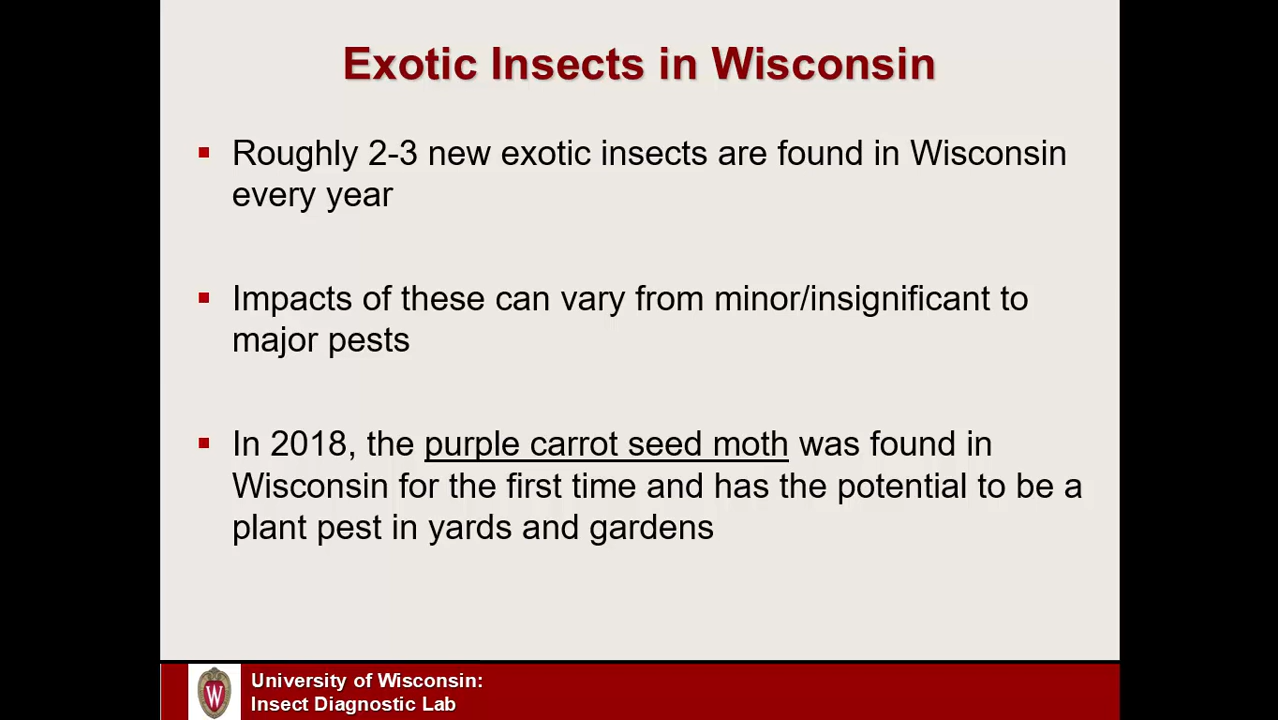 Exotic Insects in Wisconsin
Roughly 2-3 new exotic insects are found in Wisconsin
every year
Impacts of these can vary from minor/insignificant to
major pests
In 2018, the purple carrot seed moth was found in
Wisconsin for the first time and has the potential to be a
plant pest in yards and gardens
W
University of Wisconsin:
Insect Diagnostic Lab